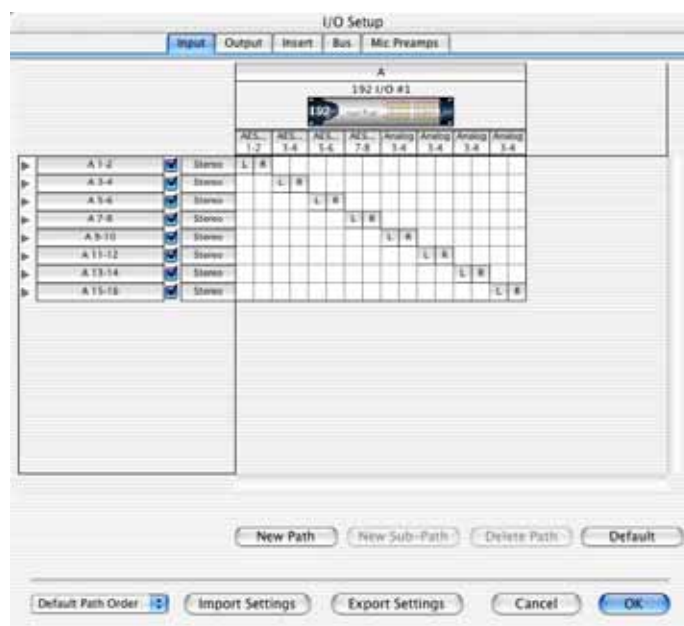 I/O Setup
Input Output Insert Bus Mic Preamps
A
192 I/O #1
192
AES... AES... AES... AES... Analog Analog Analog Analog
1-2 3-4 5-6 7-8 3-4 3-4 3-4 3-4
A 1-2 Stereo L R
A 3-4 Stereo L R
A 5-6 Stereo L R
A 7-8 Stereo L R
A 9-10 Stereo L R
A 11-12 Stereo L R
A 13-14 Stereo L R
A 15-16 Stereo L R
New Path New Sub-Path Delete Path Default
Default Path Order Import Settings Export Settings Cancel OK